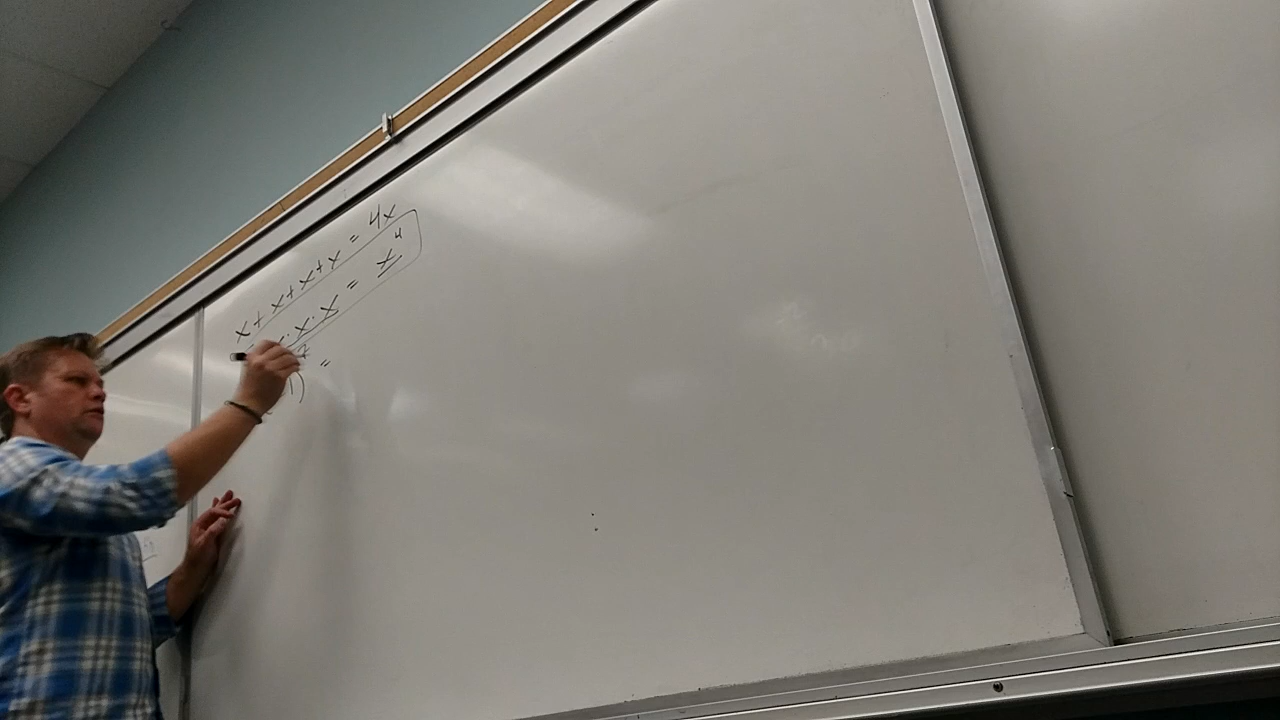 x + x + x + x = 4x
· x · x = x⁴
) =